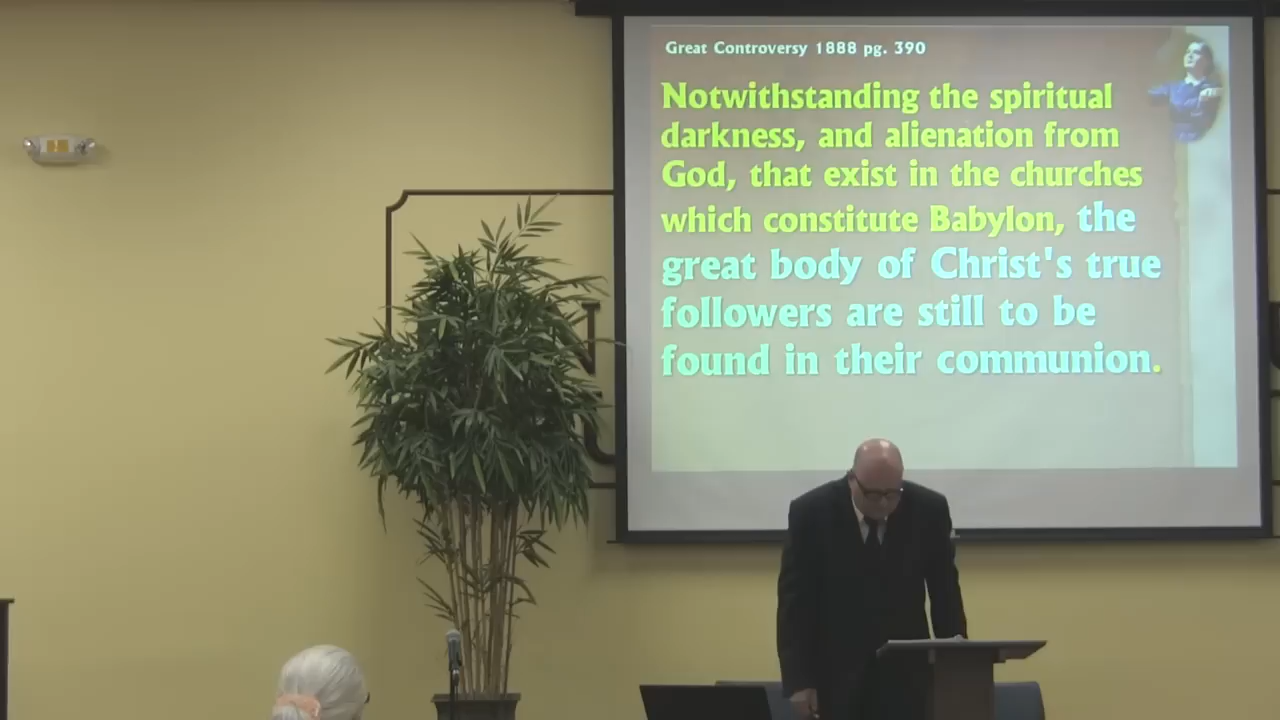 Great Controversy 1888 pg. 390
Notwithstanding the spiritual
darkness, and alienation from
God, that exist in the churches
which constitute Babylon, the
great body of Christ's true
followers are still to be
found in their communion.